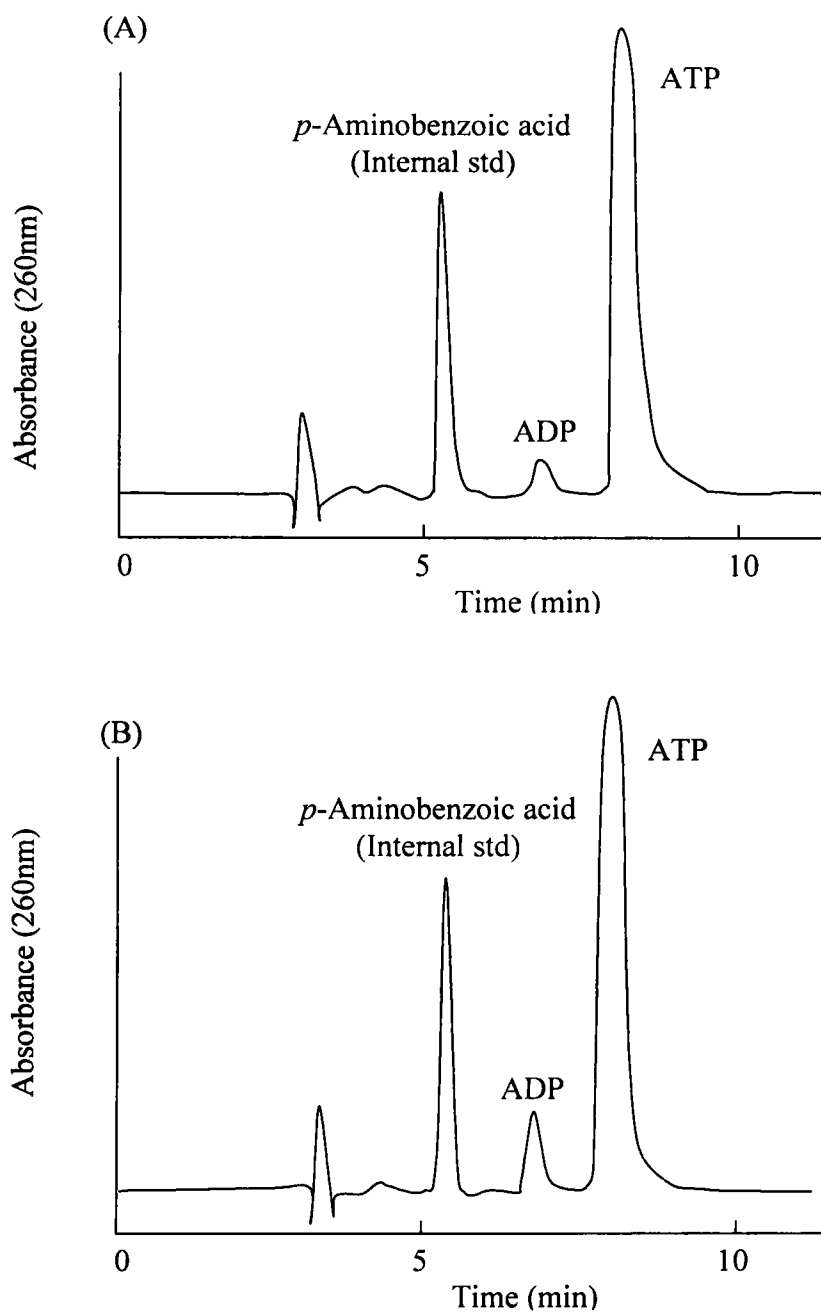 (A)
ATP
p-Aminobenzoic acid
(Internal std)
ADP
Absorbance (260nm)
0 5 10
Time (min)
(B)
ATP
p-Aminobenzoic acid
(Internal std)
ADP
Absorbance (260nm)
0 5 10
Time (min)